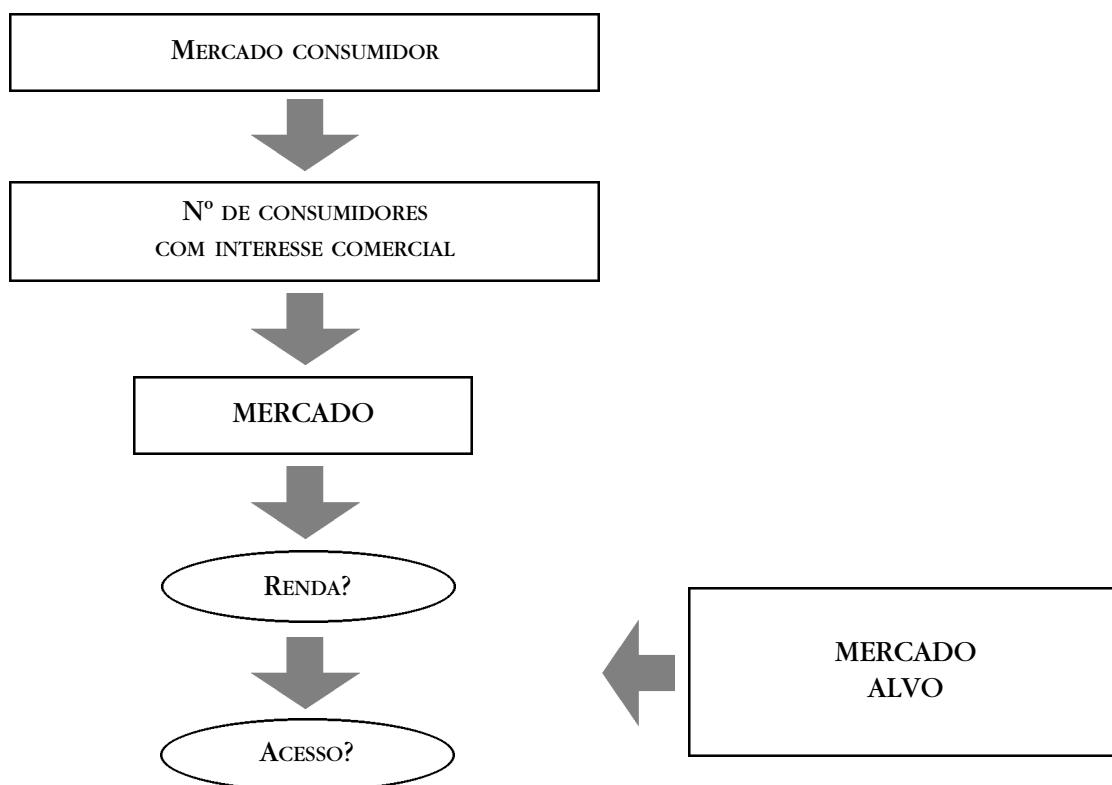 Mercado consumidor
Nº de consumidores
com interesse comercial
MERCADO
Renda?
Acesso?
MERCADO
ALVO